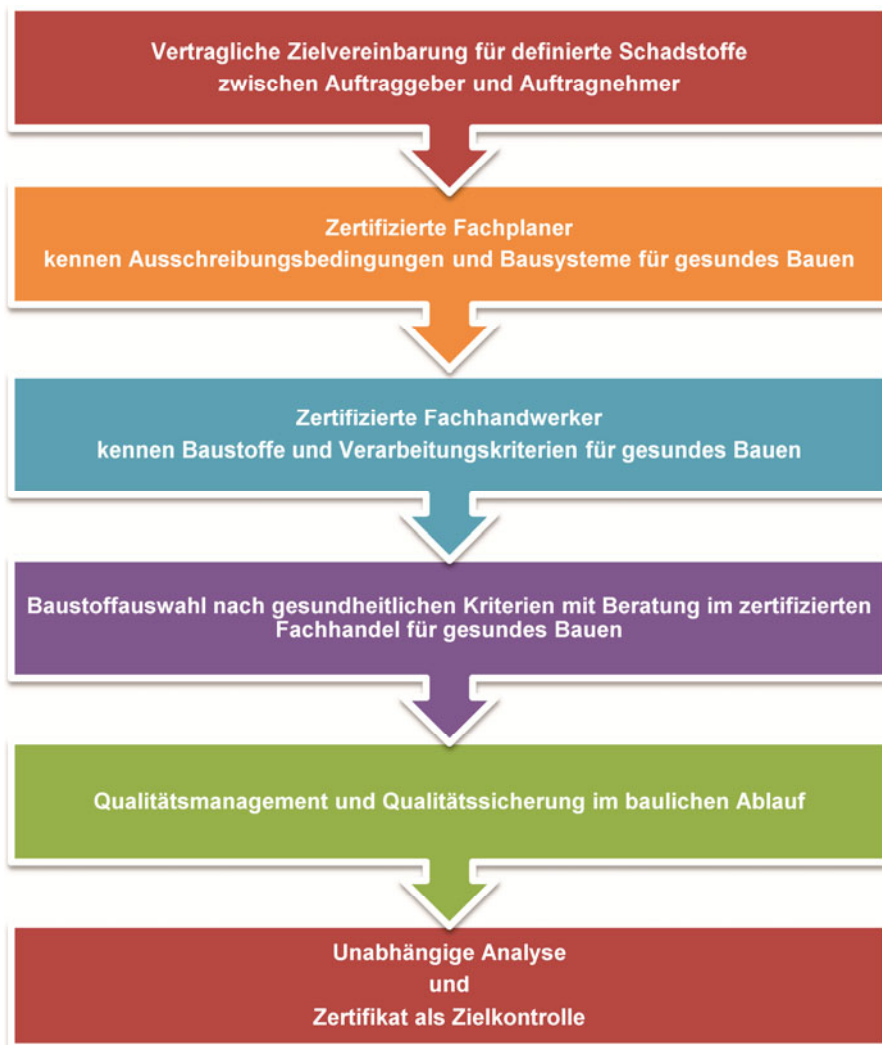 Vertragliche Zielvereinbarung für definierte Schadstoffe
zwischen Auftraggeber und Auftragnehmer
Zertifizierte Fachplaner
kennen Ausschreibungsbedingungen und Bausysteme für gesundes Bauen
Zertifizierte Fachhandwerker
kennen Baustoffe und Verarbeitungskriterien für gesundes Bauen
Baustoffauswahl nach gesundheitlichen Kriterien mit Beratung im zertifizierten
Fachhandel für gesundes Bauen
Qualitätsmanagement und Qualitätssicherung im baulichen Ablauf
Unabhängige Analyse
und
Zertifikat als Zielkontrolle